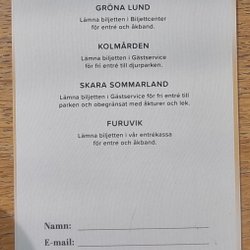 GRÖNA LUND
Lämna biljetten i Biljettcenter
för entré och åkband.
KOLMÅRDEN
Lämna biljetten i Gästservice
för fri entré till djurparken.
SKARA SOMMARLAND
Lämna biljetten i Gästservice för fri entré till
parken och obegränsat med åkturer och lek.
FURUVIK
Lämna biljetten i vår entrékassa
för entré och åkband.
Namn:
E-mail: